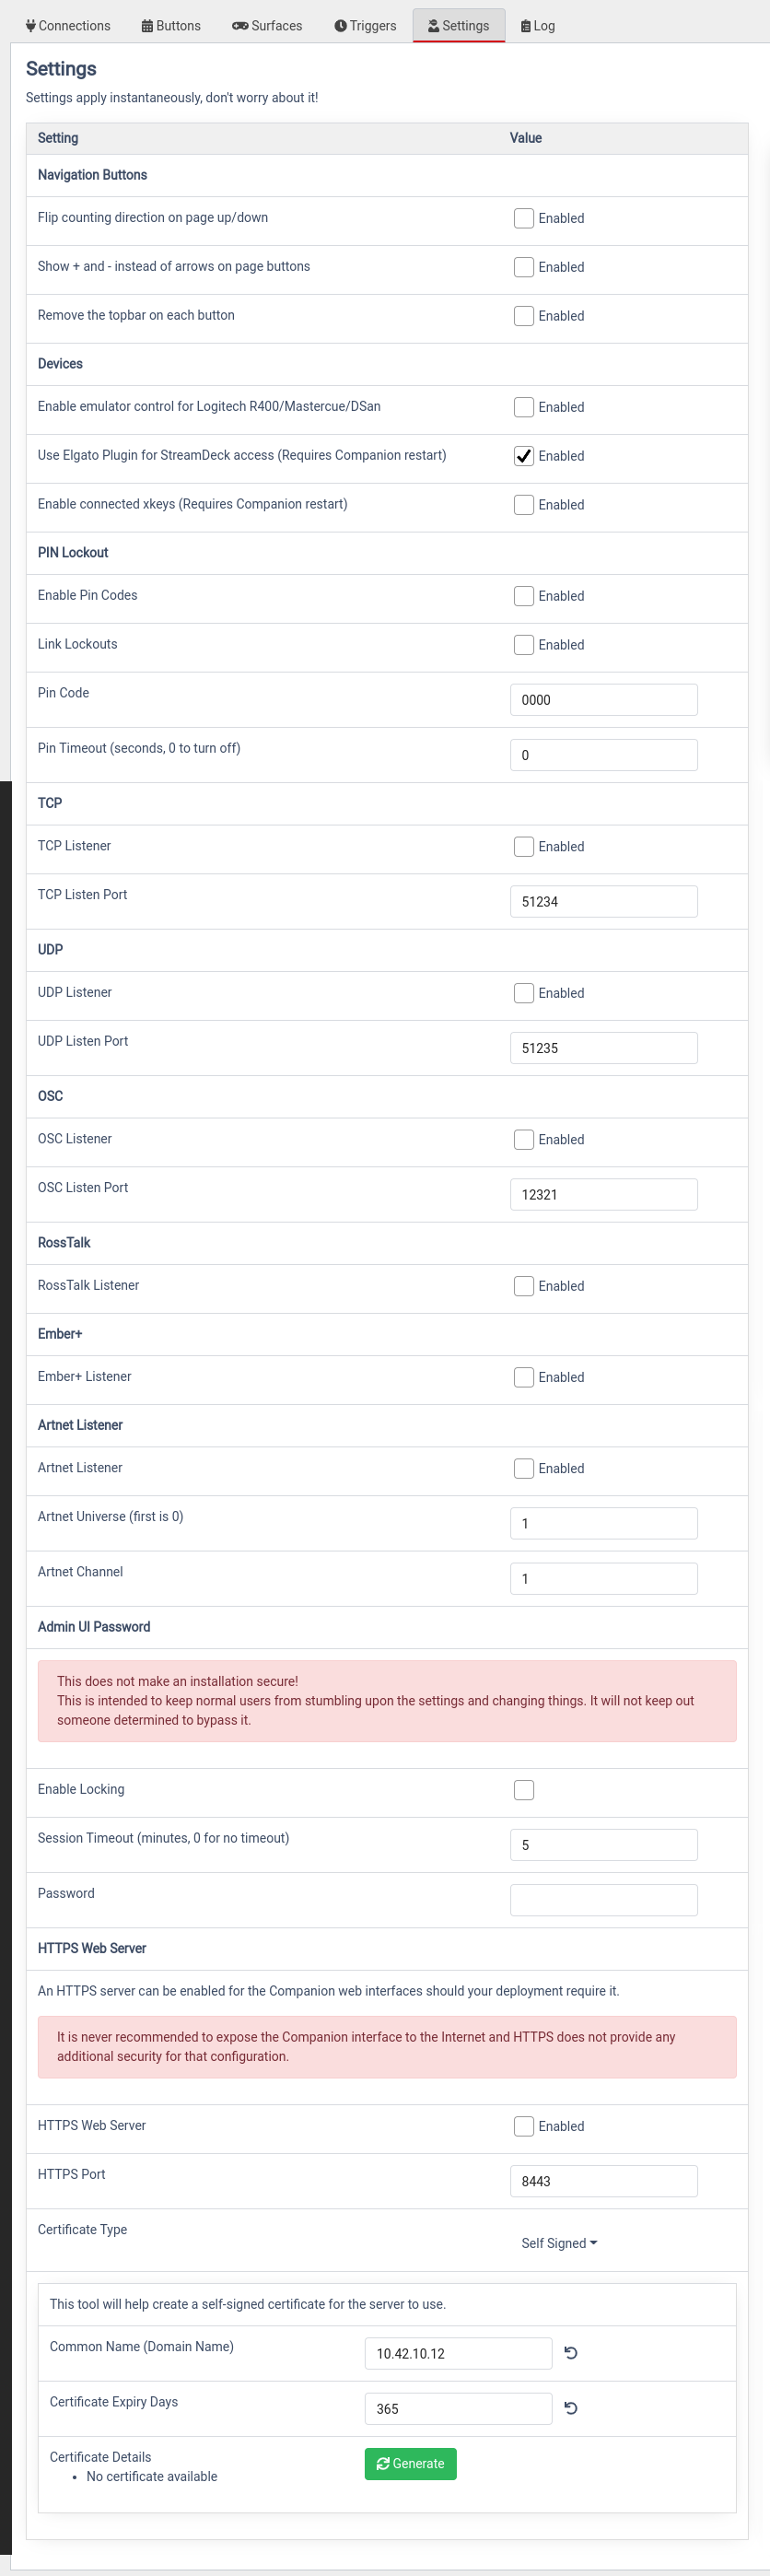 Connections Buttons Surfaces Triggers Settings Log
Settings
Settings apply instantaneously, don't worry about it!
Setting Value
Navigation Buttons
Flip counting direction on page up/down Enabled
Show + and - instead of arrows on page buttons Enabled
Remove the topbar on each button Enabled
Devices
Enable emulator control for Logitech R400/Mastercue/DSan Enabled
Use Elgato Plugin for StreamDeck access (Requires Companion restart) Enabled
Enable connected xkeys (Requires Companion restart) Enabled
PIN Lockout
Enable Pin Codes Enabled
Link Lockouts Enabled
Pin Code 0000
Pin Timeout (seconds, 0 to turn off) 0
TCP
TCP Listener Enabled
TCP Listen Port 51234
UDP
UDP Listener Enabled
UDP Listen Port 51235
OSC
OSC Listener Enabled
OSC Listen Port 12321
RossTalk
RossTalk Listener Enabled
Ember+
Ember+ Listener Enabled
Artnet Listener
Artnet Listener Enabled
Artnet Universe (first is 0) 1
Artnet Channel 1
Admin UI Password
This does not make an installation secure!
This is intended to keep normal users from stumbling upon the settings and changing things. It will not keep out
someone determined to bypass it.
Enable Locking
Session Timeout (minutes, 0 for no timeout) 5
Password
HTTPS Web Server
An HTTPS server can be enabled for the Companion web interfaces should your deployment require it.
It is never recommended to expose the Companion interface to the Internet and HTTPS does not provide any
additional security for that configuration.
HTTPS Web Server Enabled
HTTPS Port 8443
Certificate Type Self Signed
This tool will help create a self-signed certificate for the server to use.
Common Name (Domain Name) 10.42.10.12
Certificate Expiry Days 365
Certificate Details Generate
• No certificate available